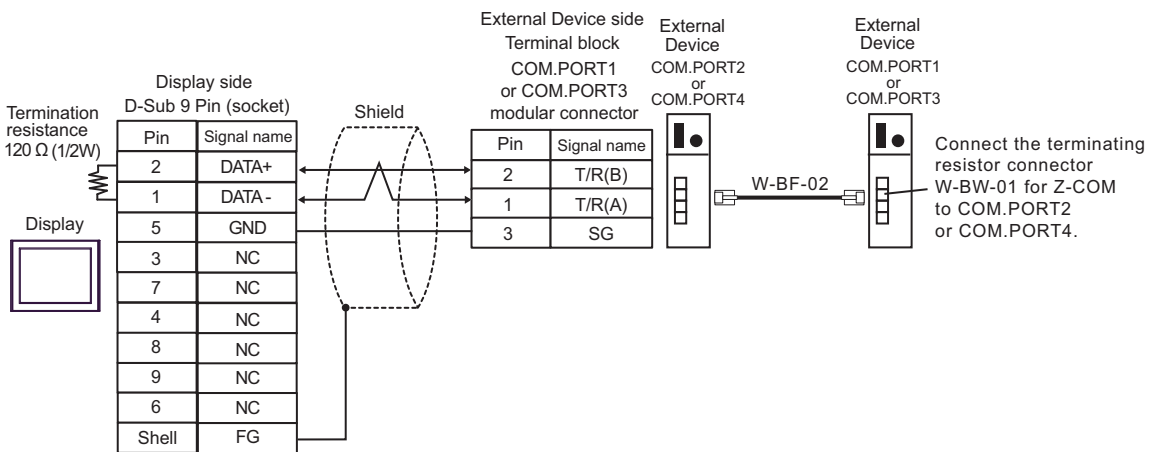 Termination
resistance
120 Ω (1/2W)
Display
Display side
D-Sub 9 Pin (socket)
Pin Signal name
2 DATA+
1 DATA-
5 GND
3 NC
7 NC
4 NC
8 NC
9 NC
6 NC
Shell FG
Shield
External Device side
Terminal block
COM.PORT1
or COM.PORT3
modular connector
Pin Signal name
2 T/R(B)
1 T/R(A)
3 SG
External
Device
COM.PORT2
or
COM.PORT4
W-BF-02
External
Device
COM.PORT1
or
COM.PORT3
Connect the terminating
resistor connector
W-BW-01 for Z-COM
to COM.PORT2
or COM.PORT4.